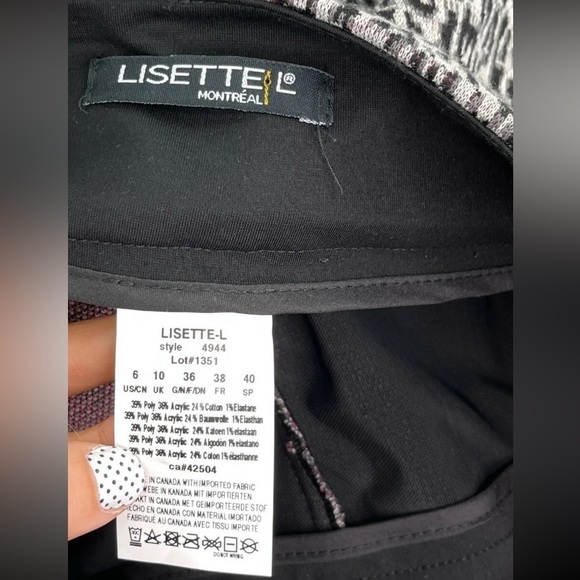 LISETTE L®
MONTRÉAL
LISETTE-L
style 4944
Lot#1351
6 10 36 38 40
US/CN UK G/N/F/DN FR SP
39% Poly 36% Acrylic 24% Cotton 1% Elastane
39% Poly 36% Acrylic 24% Baumwolle 1% Elasthan
39% Poly 36% Acrylic 24% Katoen 1% Elasthan
39% Poly 36% Acrylic 24% Algodón 1% elastano
39% Poly 36% Acrylic 24% Coton 1% élasthanne
ca#42504
IN CANADA WITH IMPORTED FABRIC
WEBE IN KANADA MIT IMPORTIERTEN
IN CANADA MET GEIMPORTEERDE STOF
HECHO EN CANADA CON MATERIAL IMPORTADO
FABRIQUÉ AU CANADA AVEC TISSU IMPORTÉ
DO NOT WRING